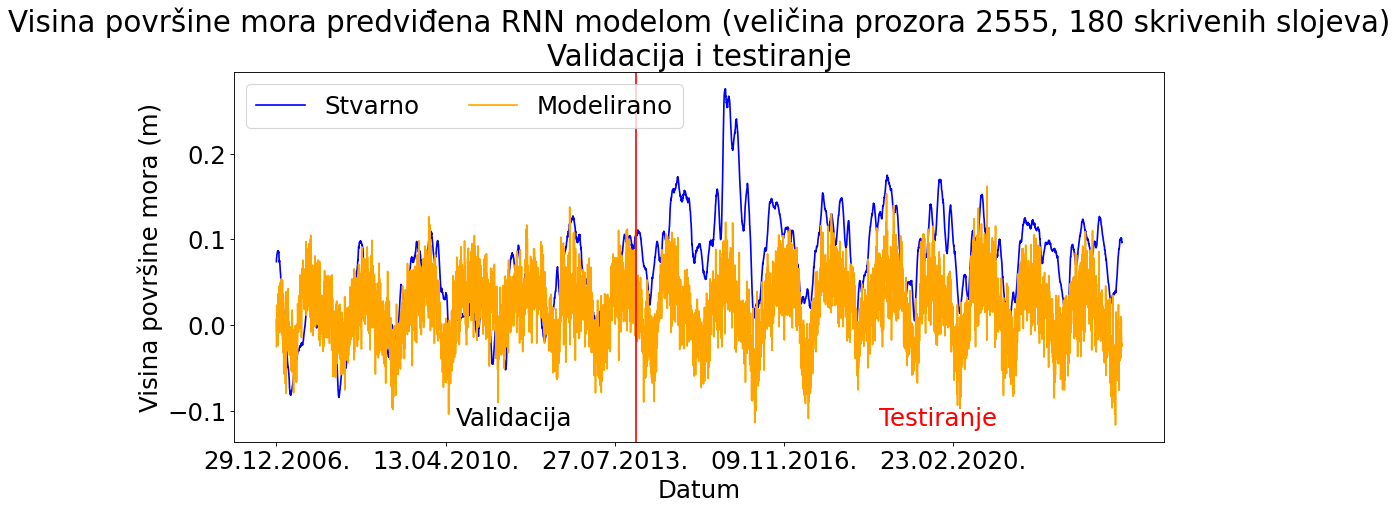 Visina površine mora predviđena RNN modelom (veličina prozora 2555, 180 skrivenih slojeva)
Validacija i testiranje
Stvarno
Modelirano
Visina površine mora (m)
0.2
0.1
0.0
−0.1
Validacija
Testiranje
29.12.2006.
13.04.2010.
27.07.2013.
09.11.2016.
23.02.2020.
Datum